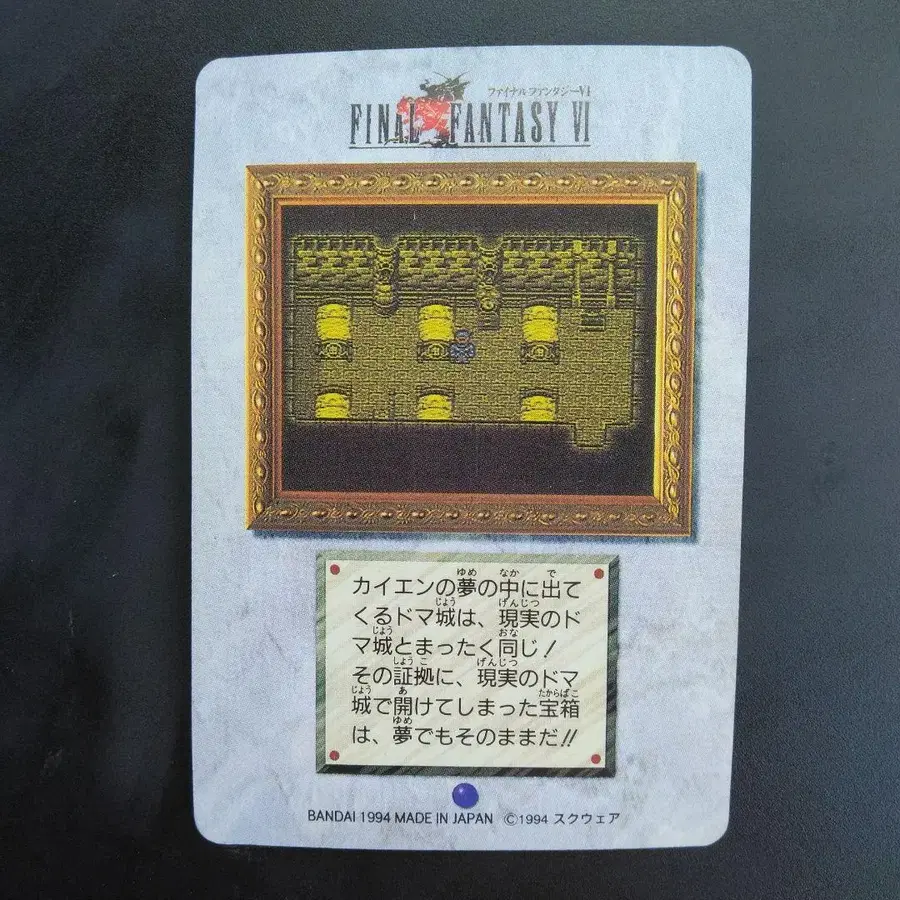 ファイナルファンタジーVI
FINAL FANTASY VI
カイエンの夢の中に出て
くるドマ城は、現実のド
マ城とまったく同じ！
その証拠に、現実のドマ
城で開けてしまった宝箱
は、夢でもそのままだ!!
BANDAI 1994 MADE IN JAPAN ©1994 スクウェア